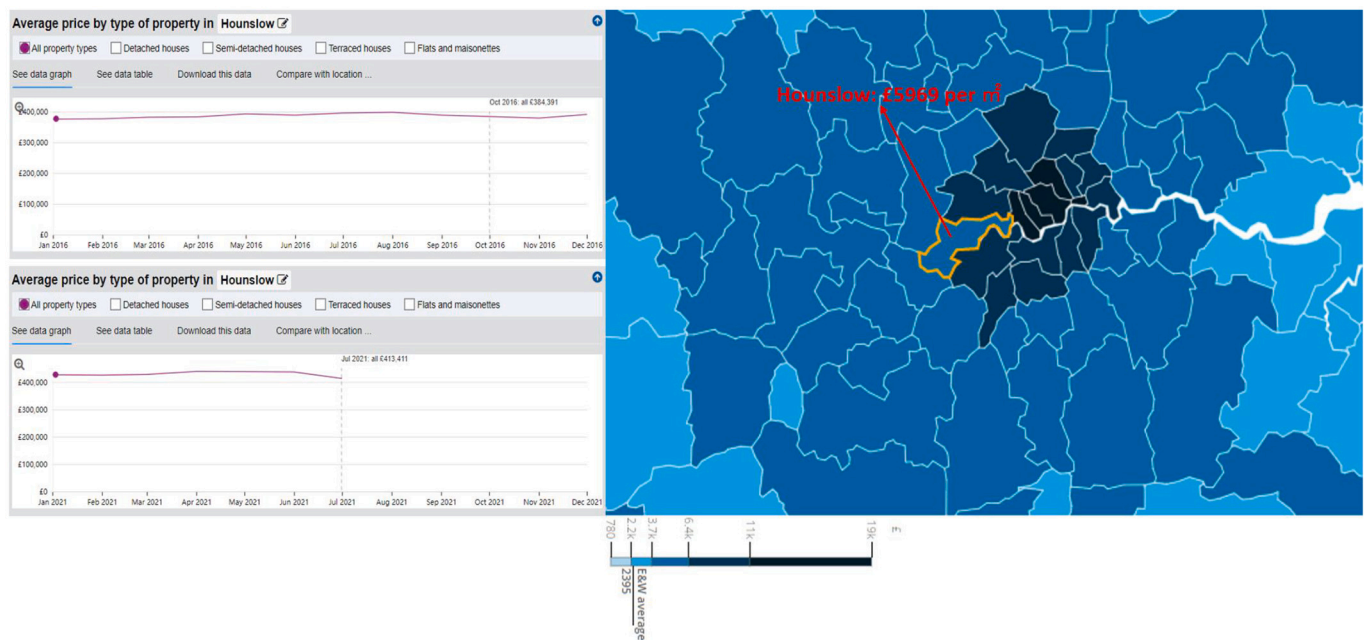 Average price by type of property in Hounslow
All property types Detached houses Semi-detached houses Terraced houses Flats and maisonettes
See data graph See data table Download this data Compare with location ...
Oct 2016: all £384,391
£400,000
£300,000
£200,000
£100,000
£0
Jan 2016 Feb 2016 Mar 2016 Apr 2016 May 2016 Jun 2016 Jul 2016 Aug 2016 Sep 2016 Oct 2016 Nov 2016 Dec 2016
Average price by type of property in Hounslow
All property types Detached houses Semi-detached houses Terraced houses Flats and maisonettes
See data graph See data table Download this data Compare with location ...
Jul 2021: all £413,411
£400,000
£300,000
£200,000
£100,000
£0
Jan 2021 Feb 2021 Mar 2021 Apr 2021 May 2021 Jun 2021 Jul 2021 Aug 2021 Sep 2021 Oct 2021 Nov 2021 Dec 2021
Hounslow: £5969 per ㎡
780 2.2k 3.7k 6.4k 11k 19k £
2395 E&W average